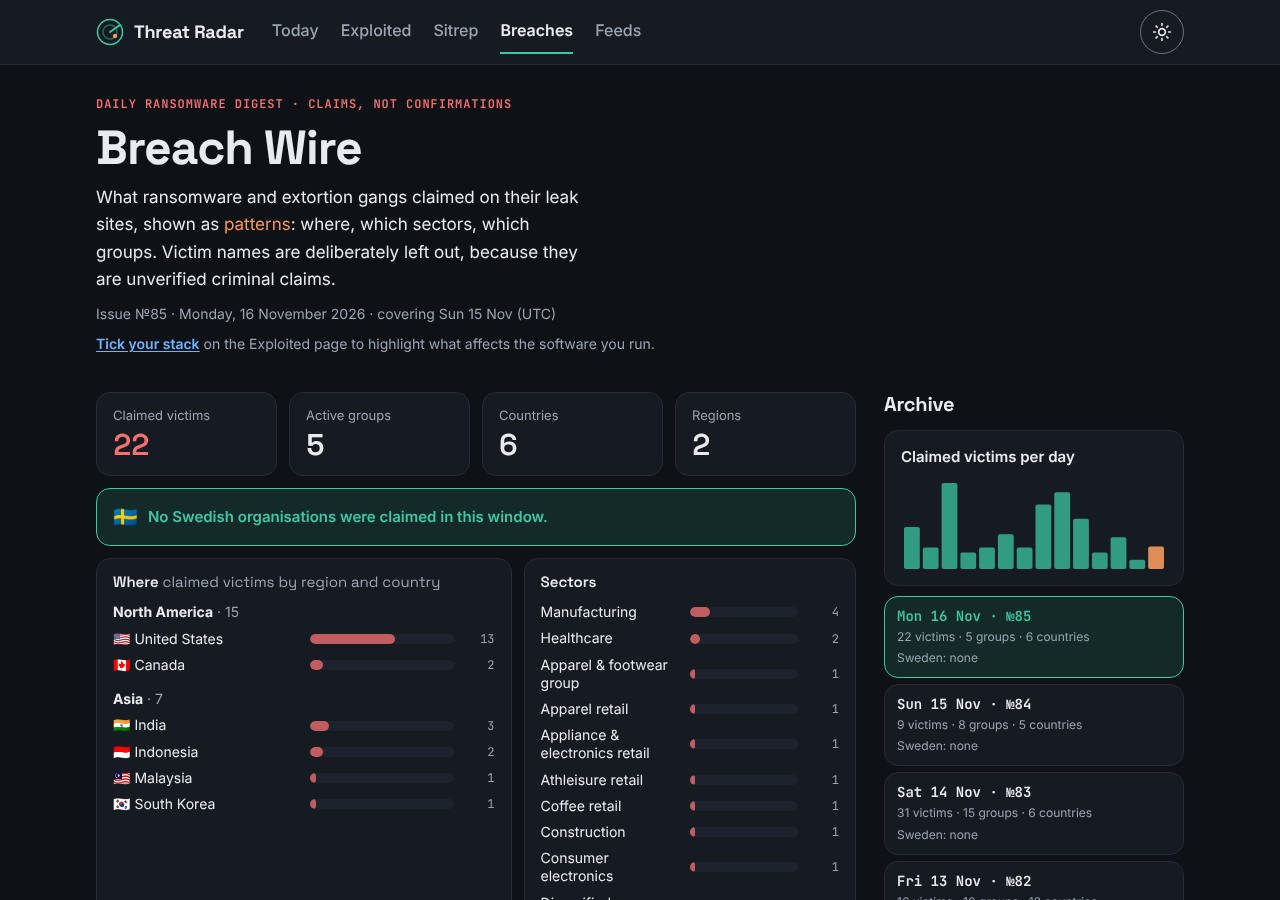 Threat Radar
Today
Exploited
Sitrep
Breaches
Feeds
DAILY RANSOMWARE DIGEST · CLAIMS, NOT CONFIRMATIONS
Breach Wire
What ransomware and extortion gangs claimed on their leak
sites, shown as patterns: where, which sectors, which
groups. Victim names are deliberately left out, because they
are unverified criminal claims.
Issue №85 · Monday, 16 November 2026 · covering Sun 15 Nov (UTC)
Tick your stack on the Exploited page to highlight what affects the software you run.
Claimed victims
22
Active groups
5
Countries
6
Regions
2
No Swedish organisations were claimed in this window.
Where claimed victims by region and country
North America · 15
United States 13
Canada 2
Asia · 7
India 3
Indonesia 2
Malaysia 1
South Korea 1
Sectors
Manufacturing 4
Healthcare 2
Apparel & footwear
group 1
Apparel retail 1
Appliance &
electronics retail 1
Athleisure retail 1
Coffee retail 1
Construction 1
Consumer
electronics 1
Archive
Claimed victims per day
Mon 16 Nov · №85
22 victims · 5 groups · 6 countries
Sweden: none
Sun 15 Nov · №84
9 victims · 8 groups · 5 countries
Sweden: none
Sat 14 Nov · №83
31 victims · 15 groups · 6 countries
Sweden: none
Fri 13 Nov · №82